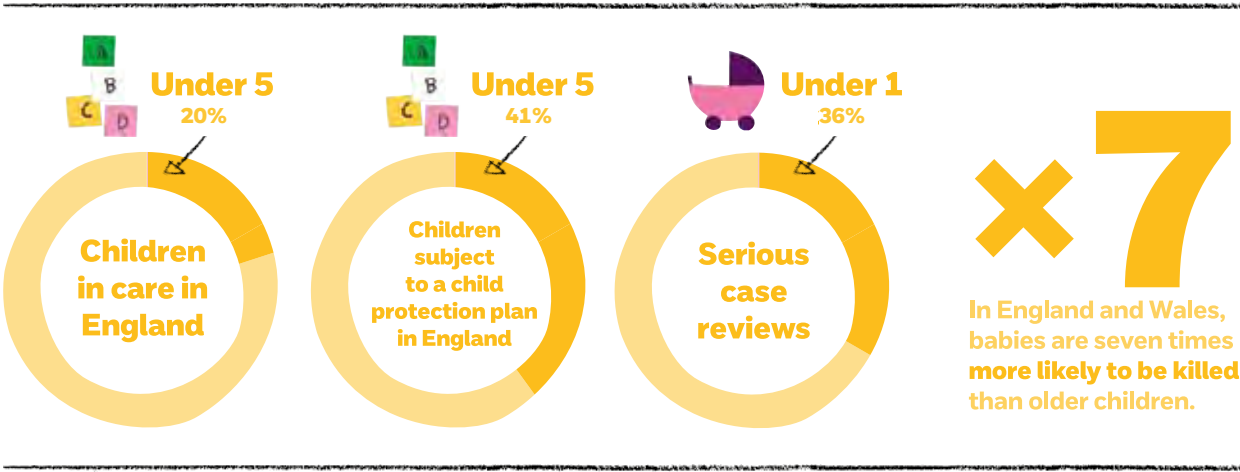 A
B
C
D
Under 5
20%
Children
in care in
England
A
B
C
D
Under 5
41%
Children
subject
to a child
protection plan
in England
Under 1
36%
Serious
case
reviews
×7
In England and Wales,
babies are seven times
more likely to be killed
than older children.